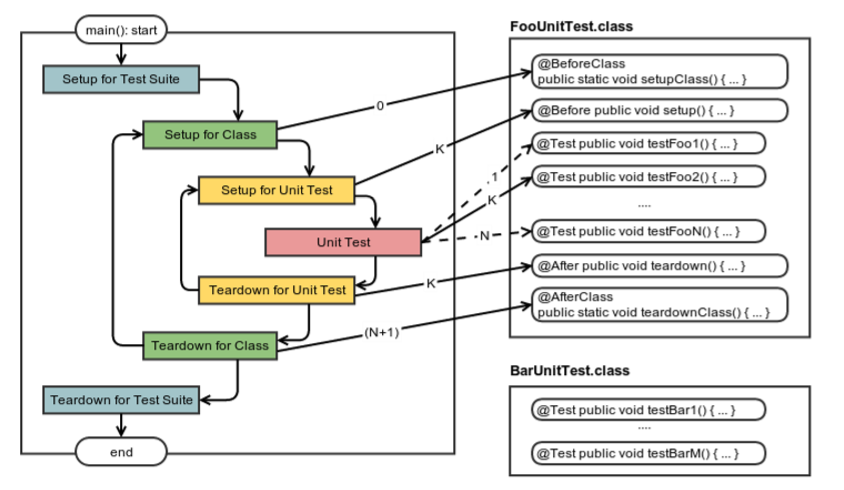 main(): start
Setup for Test Suite
Setup for Class
Setup for Unit Test
Unit Test
Teardown for Unit Test
Teardown for Class
Teardown for Test Suite
end
0
K
1
K
N
K
(N+1)
FooUnitTest.class
@BeforeClass
public static void setupClass() { ... }
@Before public void setup() { ... }
@Test public void testFoo1() { ... }
@Test public void testFoo2() { ... }
....
@Test public void testFooN() { ... }
@After public void teardown() { ... }
@AfterClass
public static void teardownClass() { ... }
BarUnitTest.class
@Test public void testBar1() { ... }
....
@Test public void testBarM() { ... }